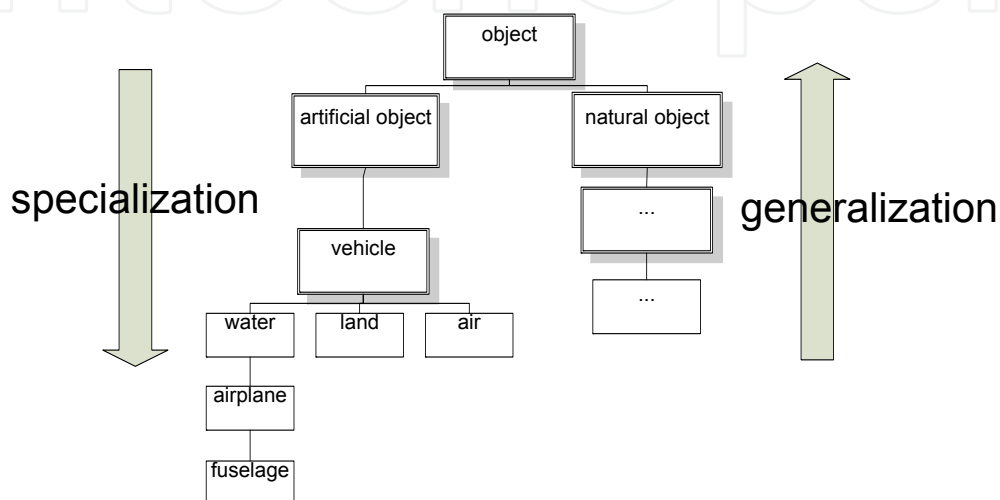 object
artificial object
natural object
specialization
...
generalization
vehicle
...
water
land
air
airplane
fuselage